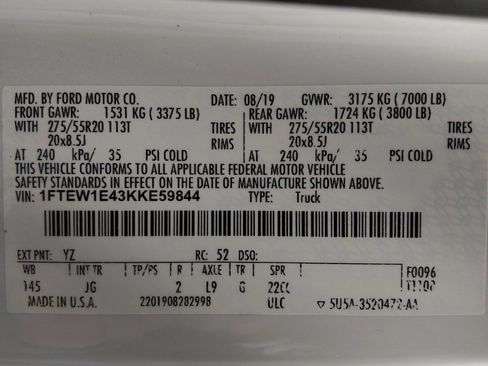 MFD. BY FORD MOTOR CO. DATE: 08/19 GVWR: 3175 KG ( 7000 LB)
FRONT GAWR: 1531 KG ( 3375 LB) REAR GAWR: 1724 KG ( 3800 LB)
WITH 275/55R20 113T TIRES WITH 275/55R20 113T TIRES
20x8.5J RIMS 20x8.5J RIMS
AT 240 kPa/ 35 PSI COLD AT 240 kPa/ 35 PSI COLD
THIS VEHICLE CONFORMS TO ALL APPLICABLE FEDERAL MOTOR VEHICLE
SAFETY STANDARDS IN EFFECT ON THE DATE OF MANUFACTURE SHOWN ABOVE.
VIN: 1FTEW1E43KKE59844 TYPE: Truck
EXT PNT: YZ RC: 52 DSO:
WB INT TR TP/PS R AXLE TR SPR F0096
145 JG 2 L9 G
MADE IN U.S.A. 2201908282998 ULC